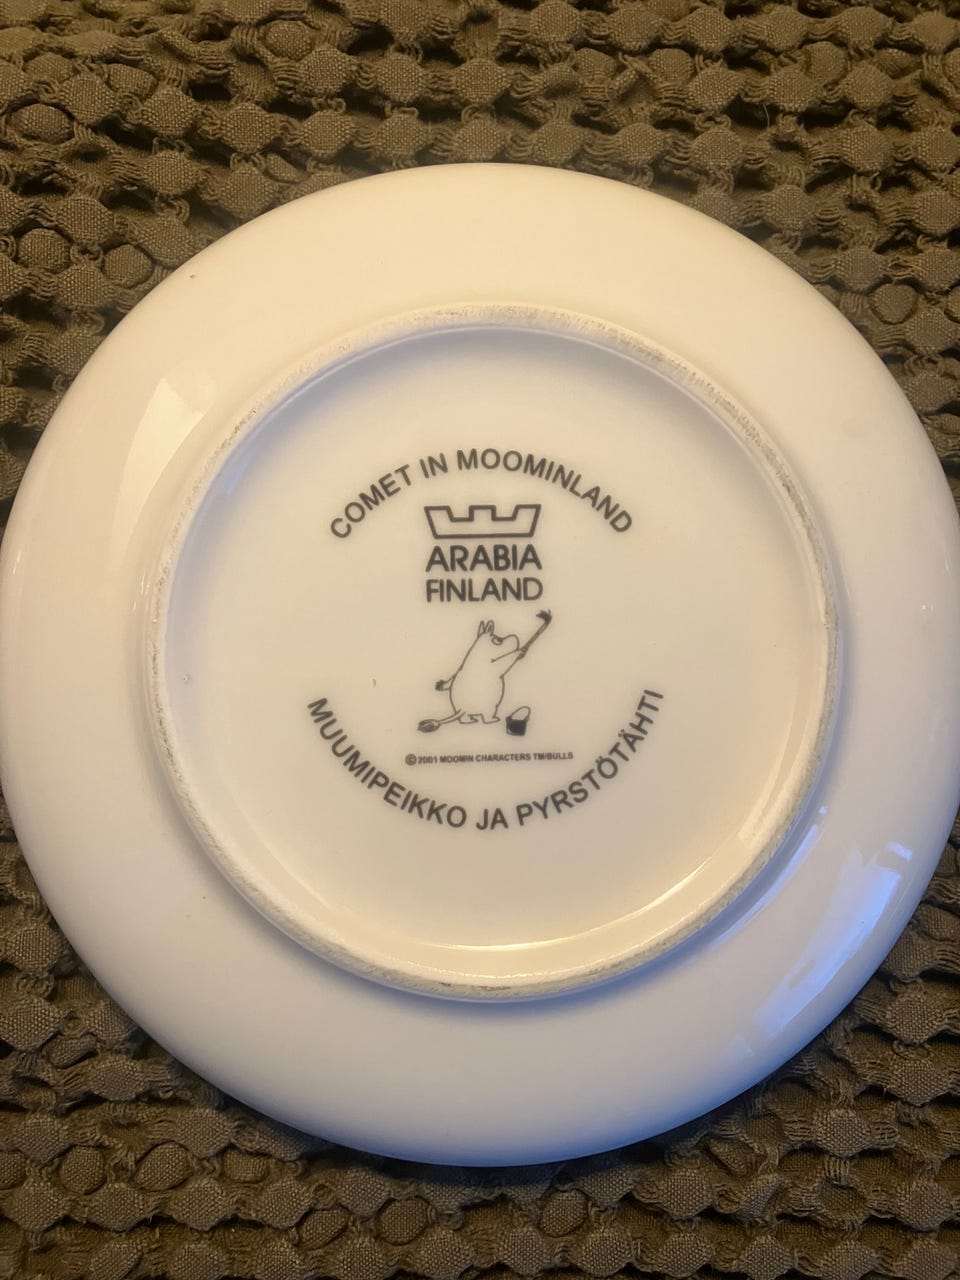 COMET IN MOOMINLAND
ARABIA
FINLAND
© 2001 MOOMIN CHARACTERS TM/BULLS
MUUMIPEIKKO JA PYRSTÖTÄHTI